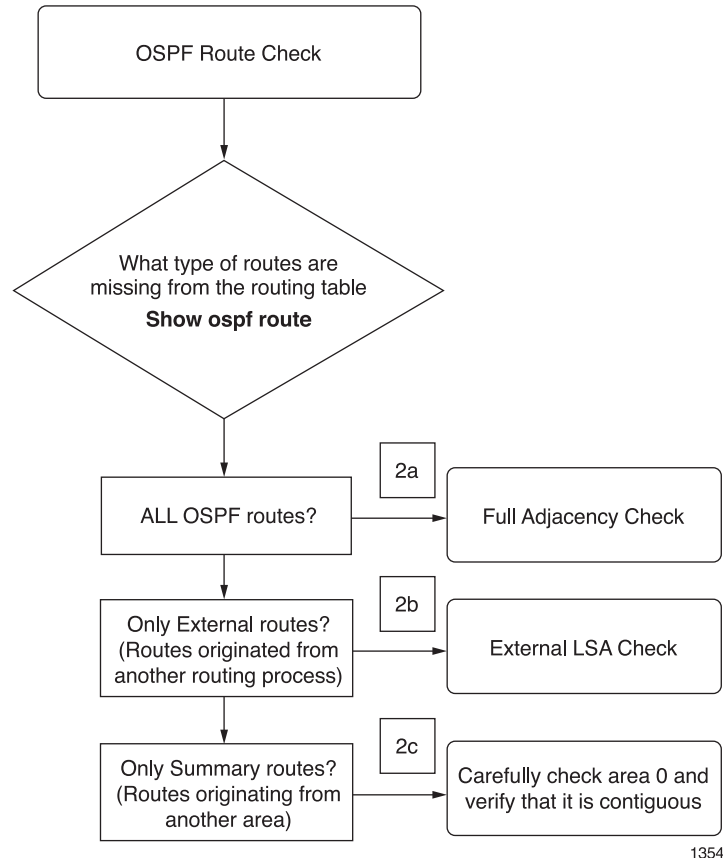 OSPF Route Check
What type of routes are
missing from the routing table
Show ospf route
2a
ALL OSPF routes?
Full Adjacency Check
2b
Only External routes?
(Routes originated from
another routing process)
External LSA Check
2c
Only Summary routes?
(Routes originating from
another area)
Carefully check area 0 and
verify that it is contiguous
1354